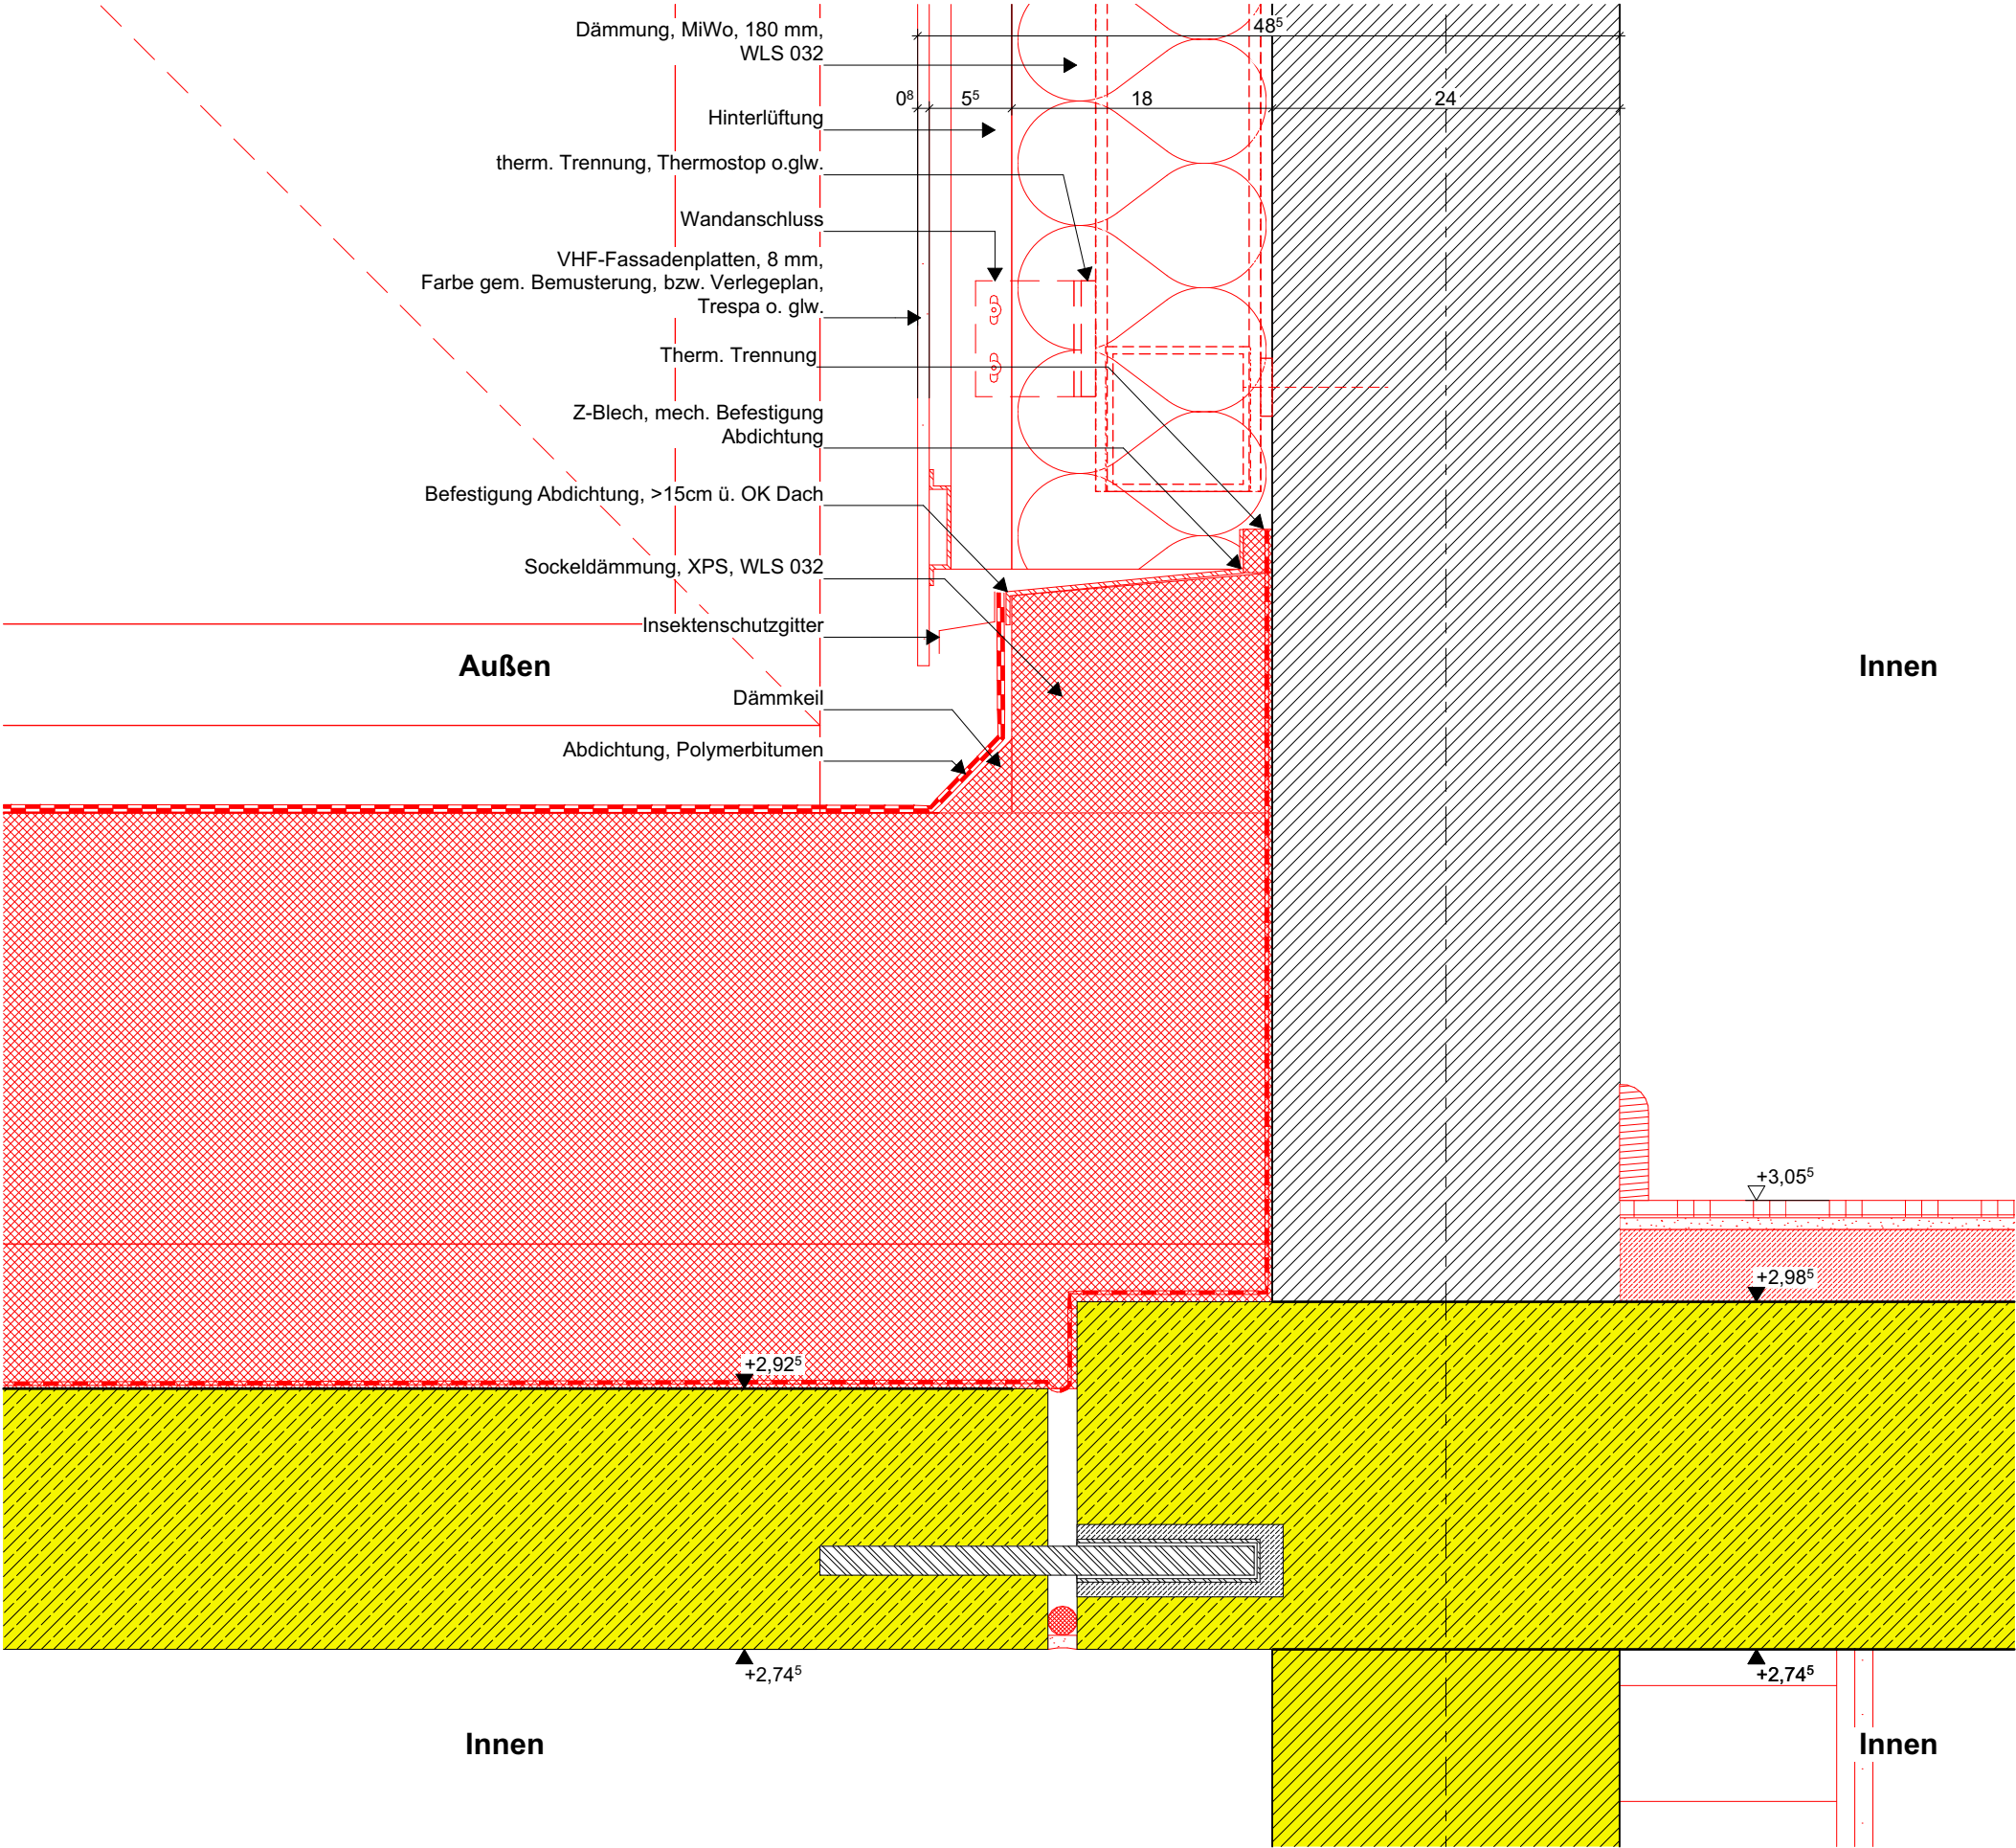 Dämmung, MiWo, 180 mm,
WLS 032
48⁵
0⁸ 5⁵ 18 24
Hinterlüftung
therm. Trennung, Thermostop o.glw.
Wandanschluss
VHF-Fassadenplatten, 8 mm,
Farbe gem. Bemusterung, bzw. Verlegeplan,
Trespa o. glw.
Therm. Trennung
Z-Blech, mech. Befestigung
Abdichtung
Befestigung Abdichtung, >15cm ü. OK Dach
Sockeldämmung, XPS, WLS 032
Insektenschutzgitter
Außen
Innen
Dämmkeil
Abdichtung, Polymerbitumen
+3,05⁵
+2,98⁵
+2,92⁵
+2,74⁵
+2,74⁵
Innen
Innen